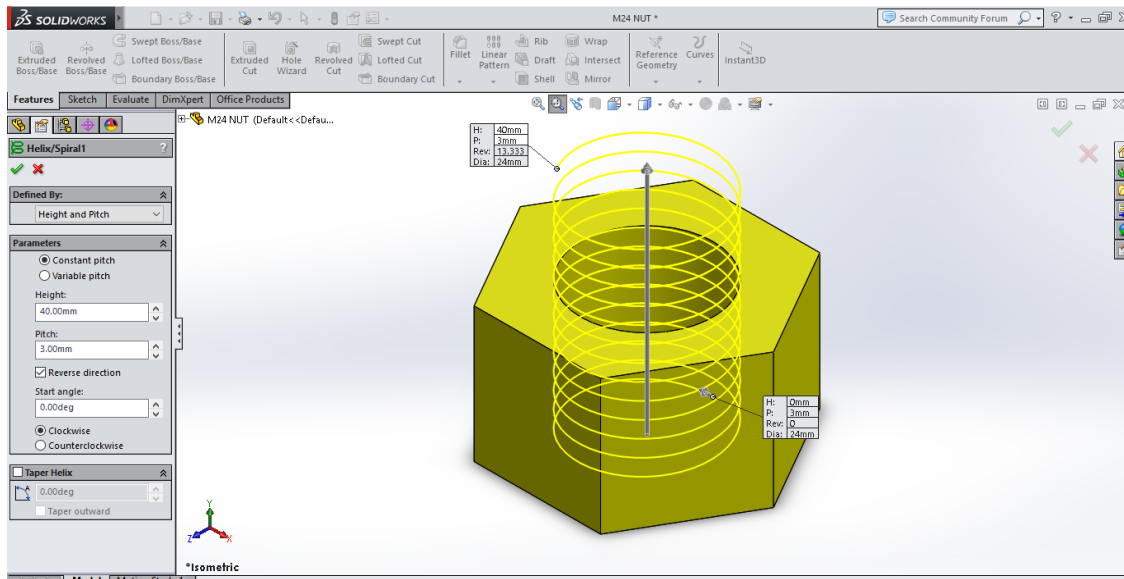 SOLIDWORKS
M24 NUT *
Search Community Forum
Extruded Boss/Base
Revolved Boss/Base
Swept Boss/Base
Lofted Boss/Base
Boundary Boss/Base
Extruded Cut
Hole Wizard
Revolved Cut
Swept Cut
Lofted Cut
Boundary Cut
Fillet
Linear Pattern
Rib
Draft
Shell
Wrap
Intersect
Mirror
Reference Geometry
Curves
Instant3D
Features Sketch Evaluate DimXpert Office Products
M24 NUT (Default<<Defau...
Helix/Spiral1 ?
Defined By:
Height and Pitch
Parameters
Constant pitch
Variable pitch
Height:
40.00mm
Pitch:
3.00mm
Reverse direction
Start angle:
0.00deg
Clockwise
Counterclockwise
Taper Helix
0.00deg
Taper outward
H: 40mm
P: 3mm
Rev: 13.333
Dia: 24mm
H: 0mm
P: 3mm
Rev: 0
Dia: 24mm
Y
Z
X
*Isometric